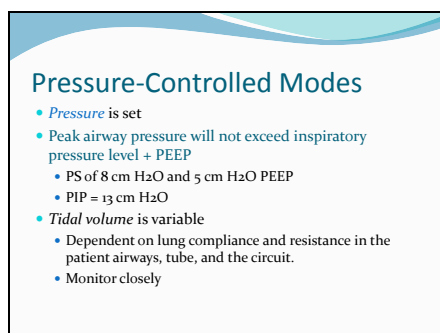 Pressure-Controlled Modes
• Pressure is set
• Peak airway pressure will not exceed inspiratory
pressure level + PEEP
• PS of 8 cm H2O and 5 cm H2O PEEP
• PIP = 13 cm H2O
• Tidal volume is variable
• Dependent on lung compliance and resistance in the
patient airways, tube, and the circuit.
• Monitor closely